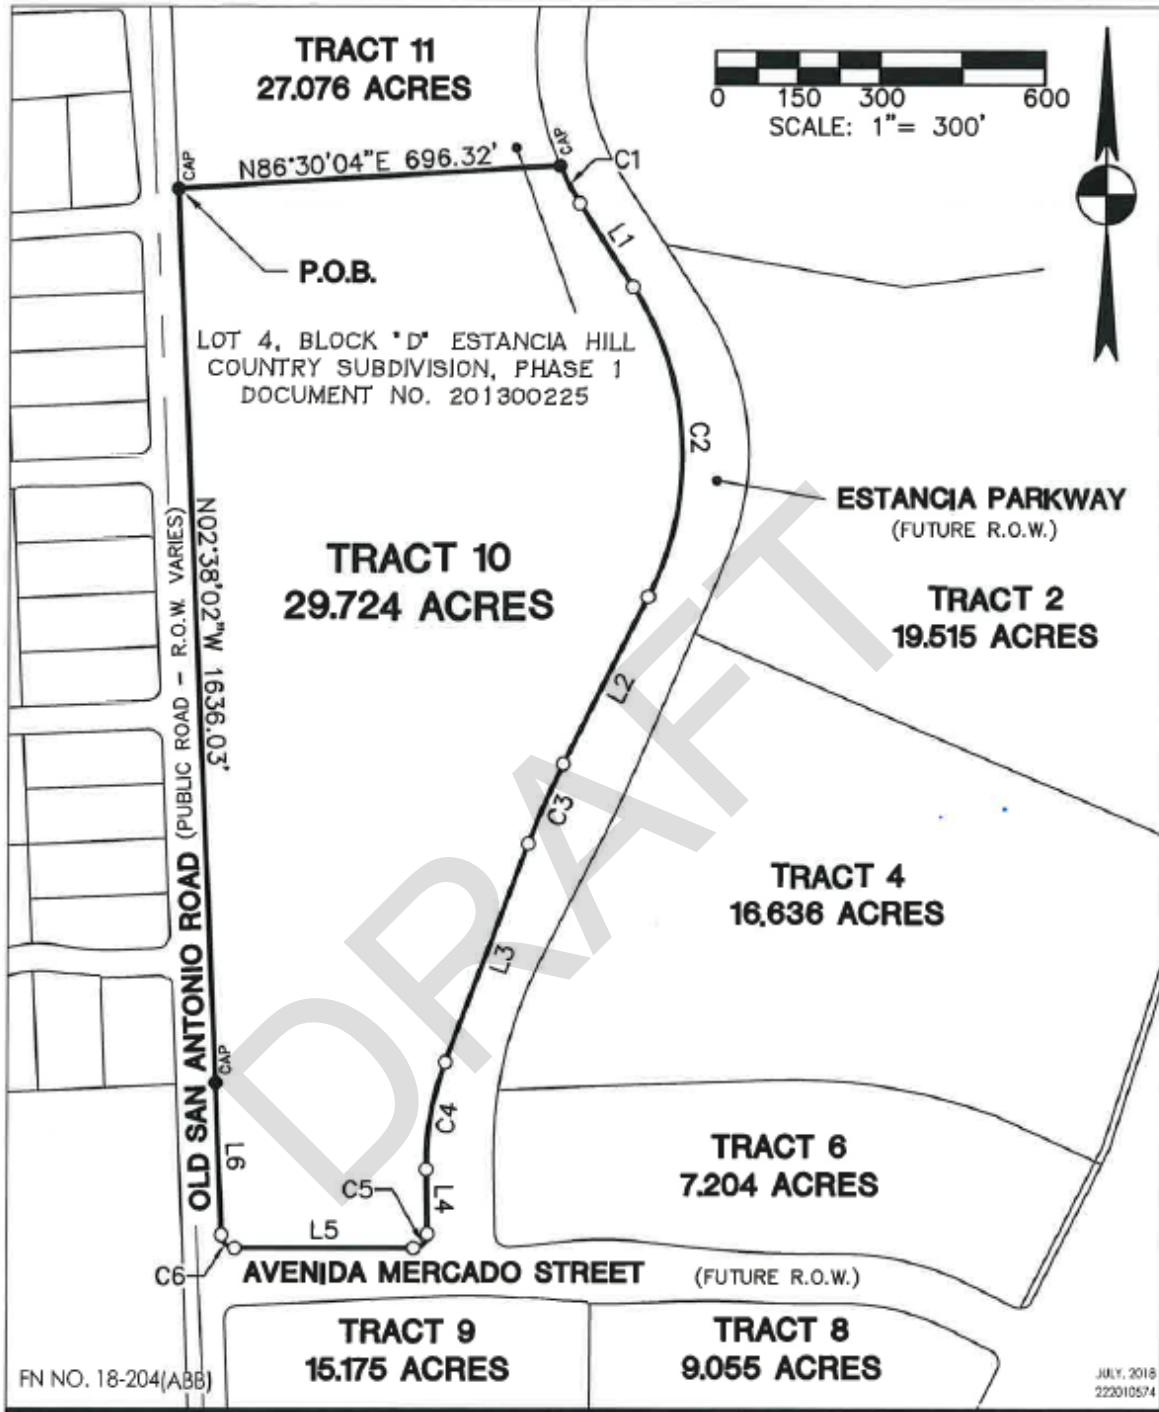 TRACT 11
27.076 ACRES
0 150 300 600
SCALE: 1"= 300'
CAP
CAP
N86°30'04"E 696.32'
C1
L1
P.O.B.
LOT 4, BLOCK "D" ESTANCIA HILL
COUNTRY SUBDIVISION, PHASE 1
DOCUMENT NO. 201300225
C2
ESTANCIA PARKWAY
(FUTURE R.O.W.)
TRACT 10
29.724 ACRES
TRACT 2
19.515 ACRES
N02°38'02"W 1636.03'
OLD SAN ANTONIO ROAD (PUBLIC ROAD - R.O.W. VARIES)
L2
C3
TRACT 4
16.636 ACRES
L3
DRAFT
CAP
C4
L6
TRACT 6
7.204 ACRES
C5
L4
L5
C6
AVENIDA MERCADO STREET (FUTURE R.O.W.)
TRACT 9
15.175 ACRES
TRACT 8
9.055 ACRES
FN NO. 18-204(ABB)
JULY, 2018
222010574